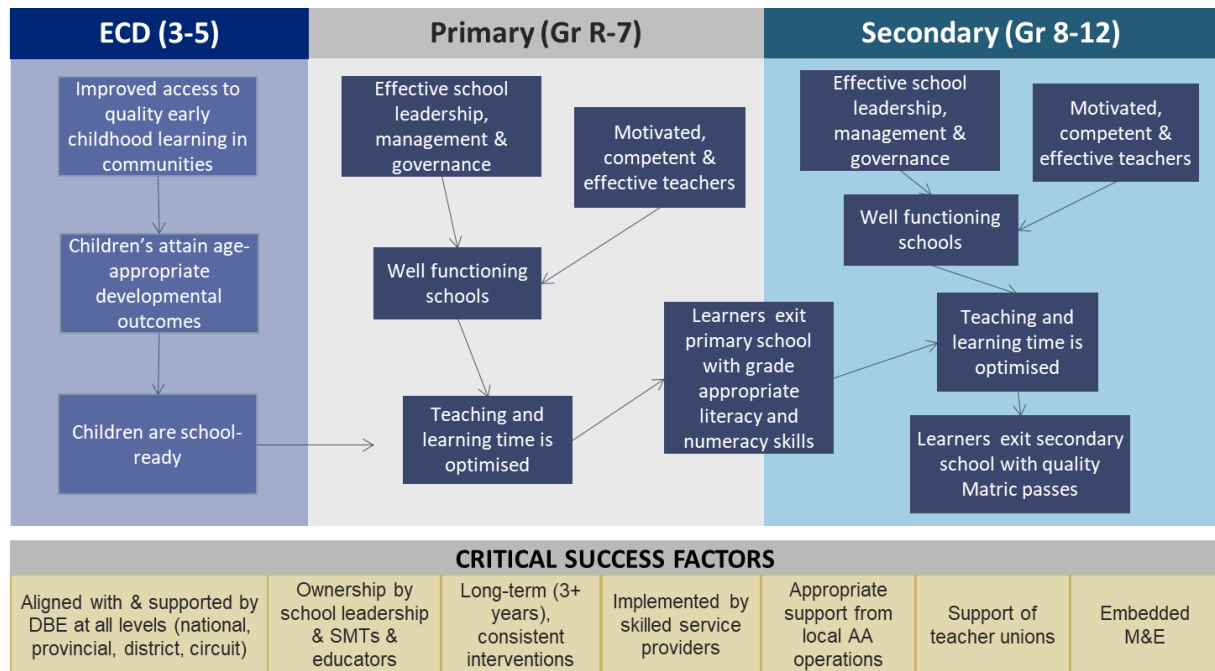 ECD (3-5)
Improved access to
quality early
childhood learning in
communities
Children's attain age-
appropriate
developmental
outcomes
Children are school-
ready
Primary (Gr R-7)
Effective school
leadership,
management &
governance
Motivated,
competent &
effective teachers
Well functioning
schools
Teaching and
learning time is
optimised
Learners exit
primary school
with grade
appropriate
literacy and
numeracy skills
Secondary (Gr 8-12)
Effective school
leadership,
management &
governance
Motivated,
competent &
effective teachers
Well functioning
schools
Teaching and
learning time is
optimised
Learners exit secondary
school with quality
Matric passes
CRITICAL SUCCESS FACTORS
Aligned with & supported by
DBE at all levels (national,
provincial, district, circuit)
Ownership by
school leadership
& SMTs &
educators
Long-term (3+
years),
consistent
interventions
Implemented by
skilled service
providers
Appropriate
support from
local AA
operations
Support of
teacher unions
Embedded
M&E